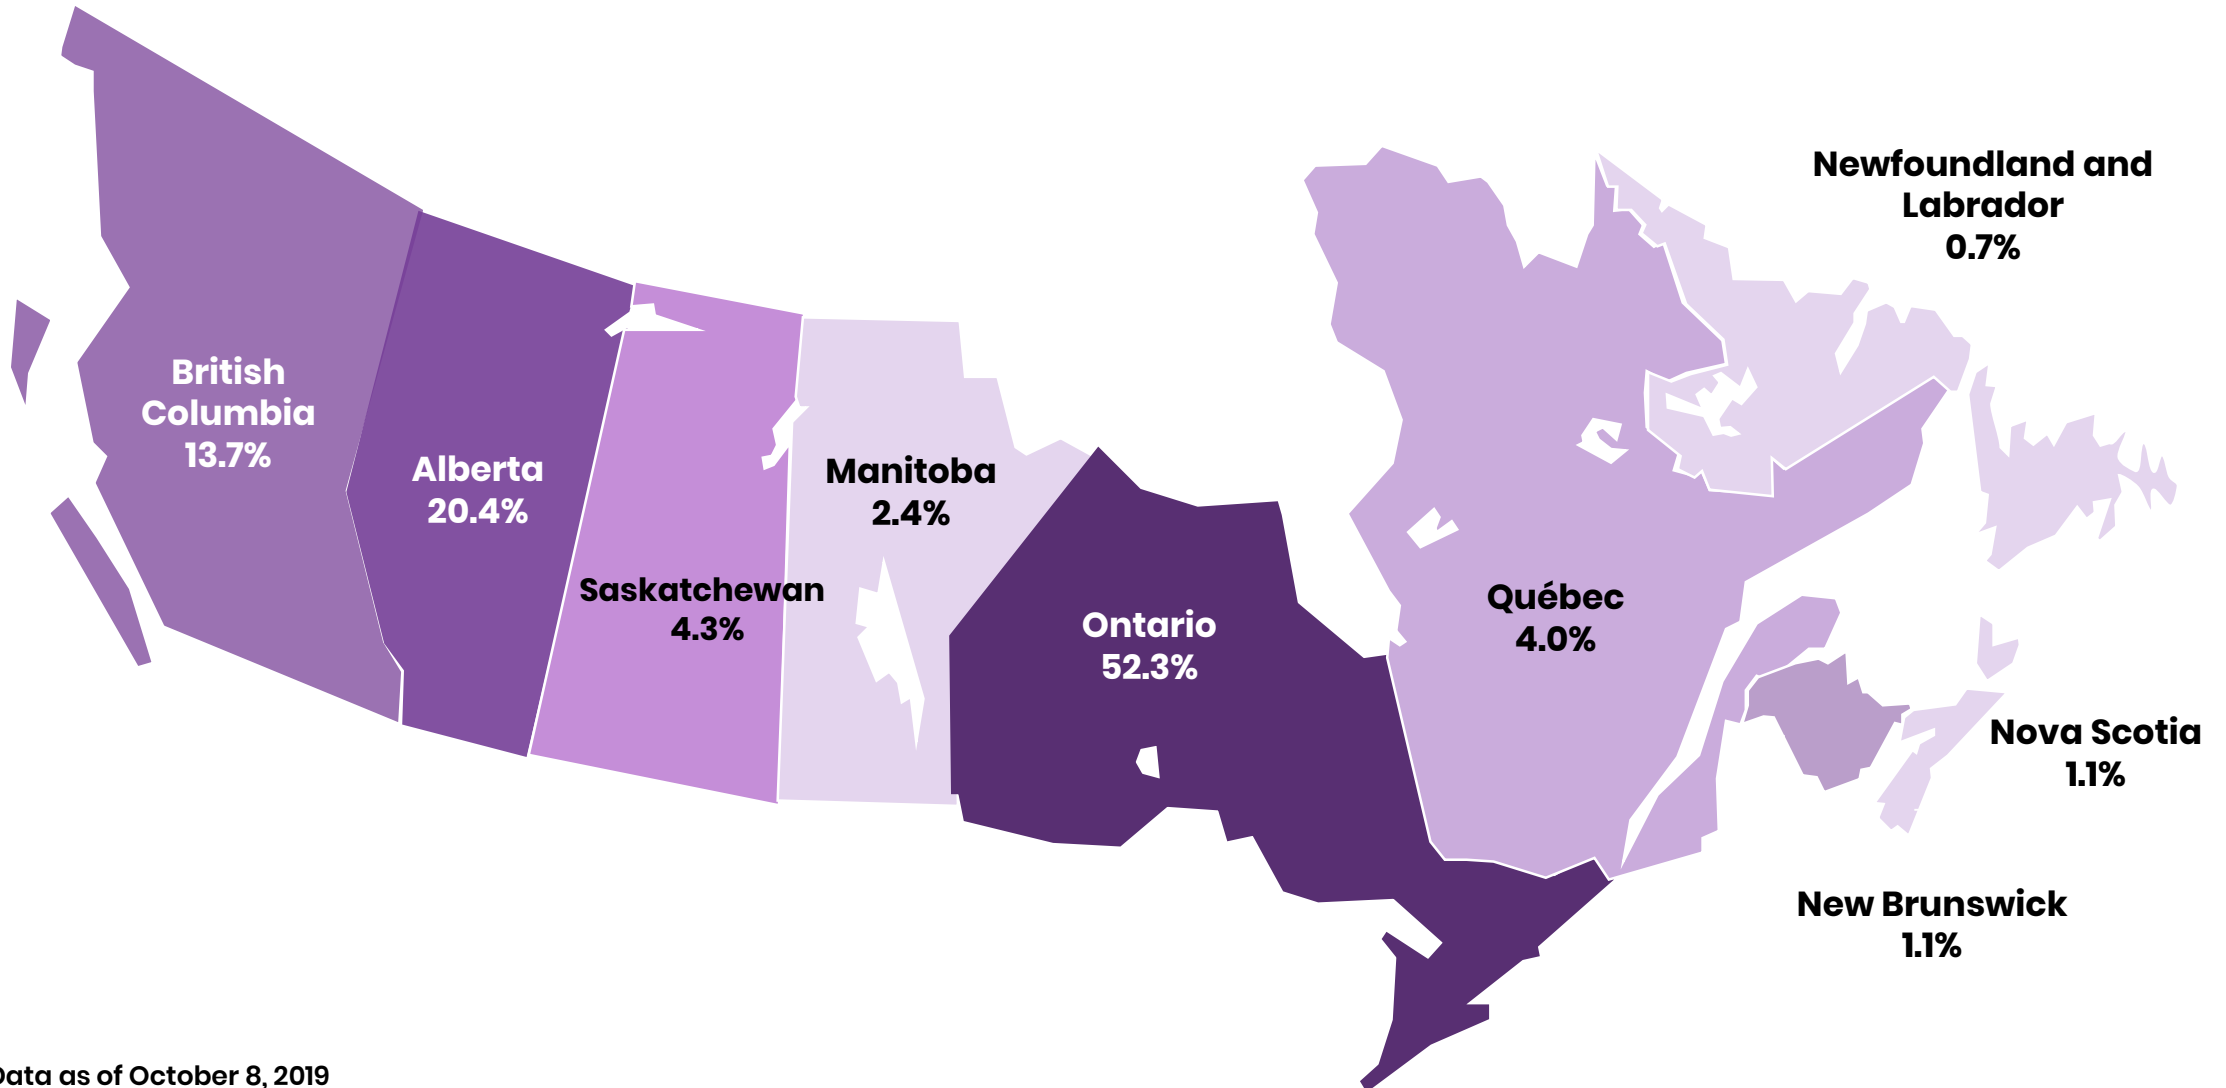 Newfoundland and
Labrador
0.7%
British
Columbia
13.7%
Alberta
20.4%
Manitoba
2.4%
Saskatchewan
4.3%
Ontario
52.3%
Québec
4.0%
Nova Scotia
1.1%
New Brunswick
1.1%
Data as of October 8, 2019